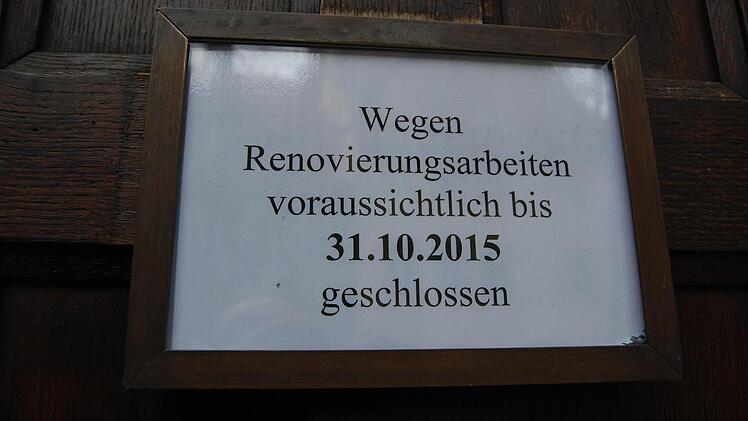 Wegen
Renovierungsarbeiten
voraussichtlich bis
31.10.2015
geschlossen